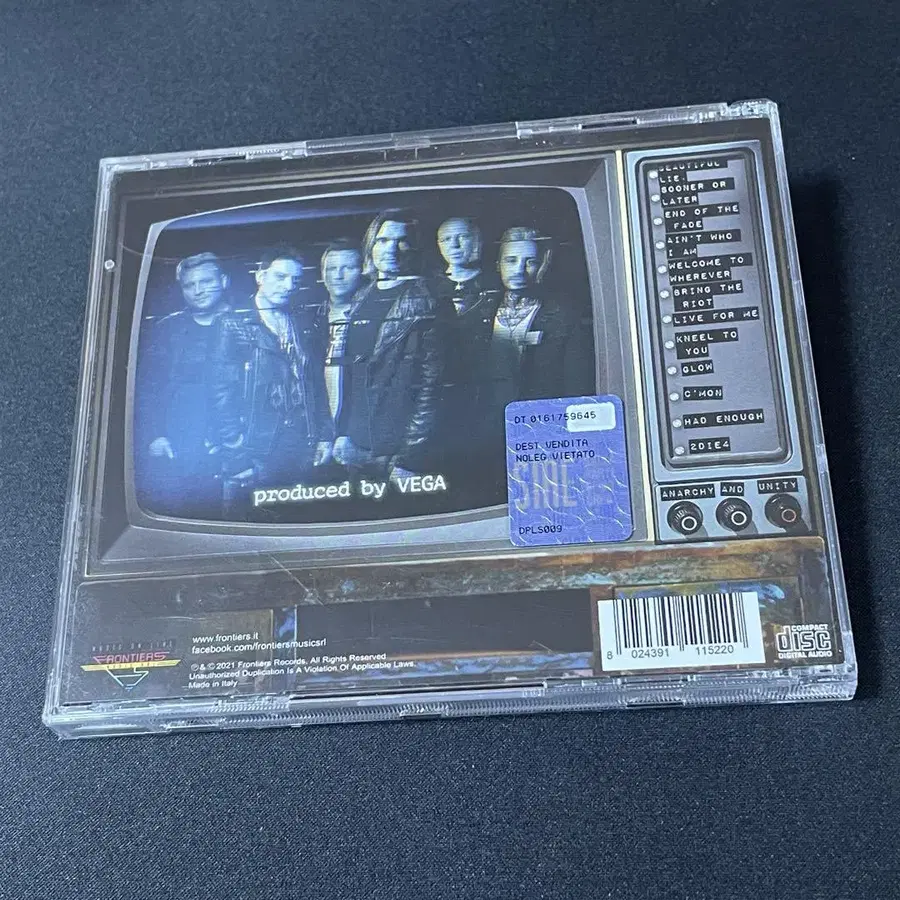 BEAUTIFUL
LIE
SOONER OR
LATER
END OF THE
FADE
AIN'T WHO
I AM
WELCOME TO
WHEREVER
BRING THE
RIOT
LIVE FOR ME
KNEEL TO
YOU
GLOW
C'MON
HAD ENOUGH
2DIE4
ANARCHY AND UNITY
produced by VEGA
DT 0161759645
DEST VENDITA
NOLEG VIETATO
SIAE
DPLS009
FRONTIERS
www.frontiers.it
facebook.com/frontiersmusicsrl
℗ & © 2021 Frontiers Records. All Rights Reserved
Unauthorized Duplication Is A Violation Of Applicable Laws.
Made in Italy
8 024391 115220
COMPACT
disc
DIGITAL AUDIO